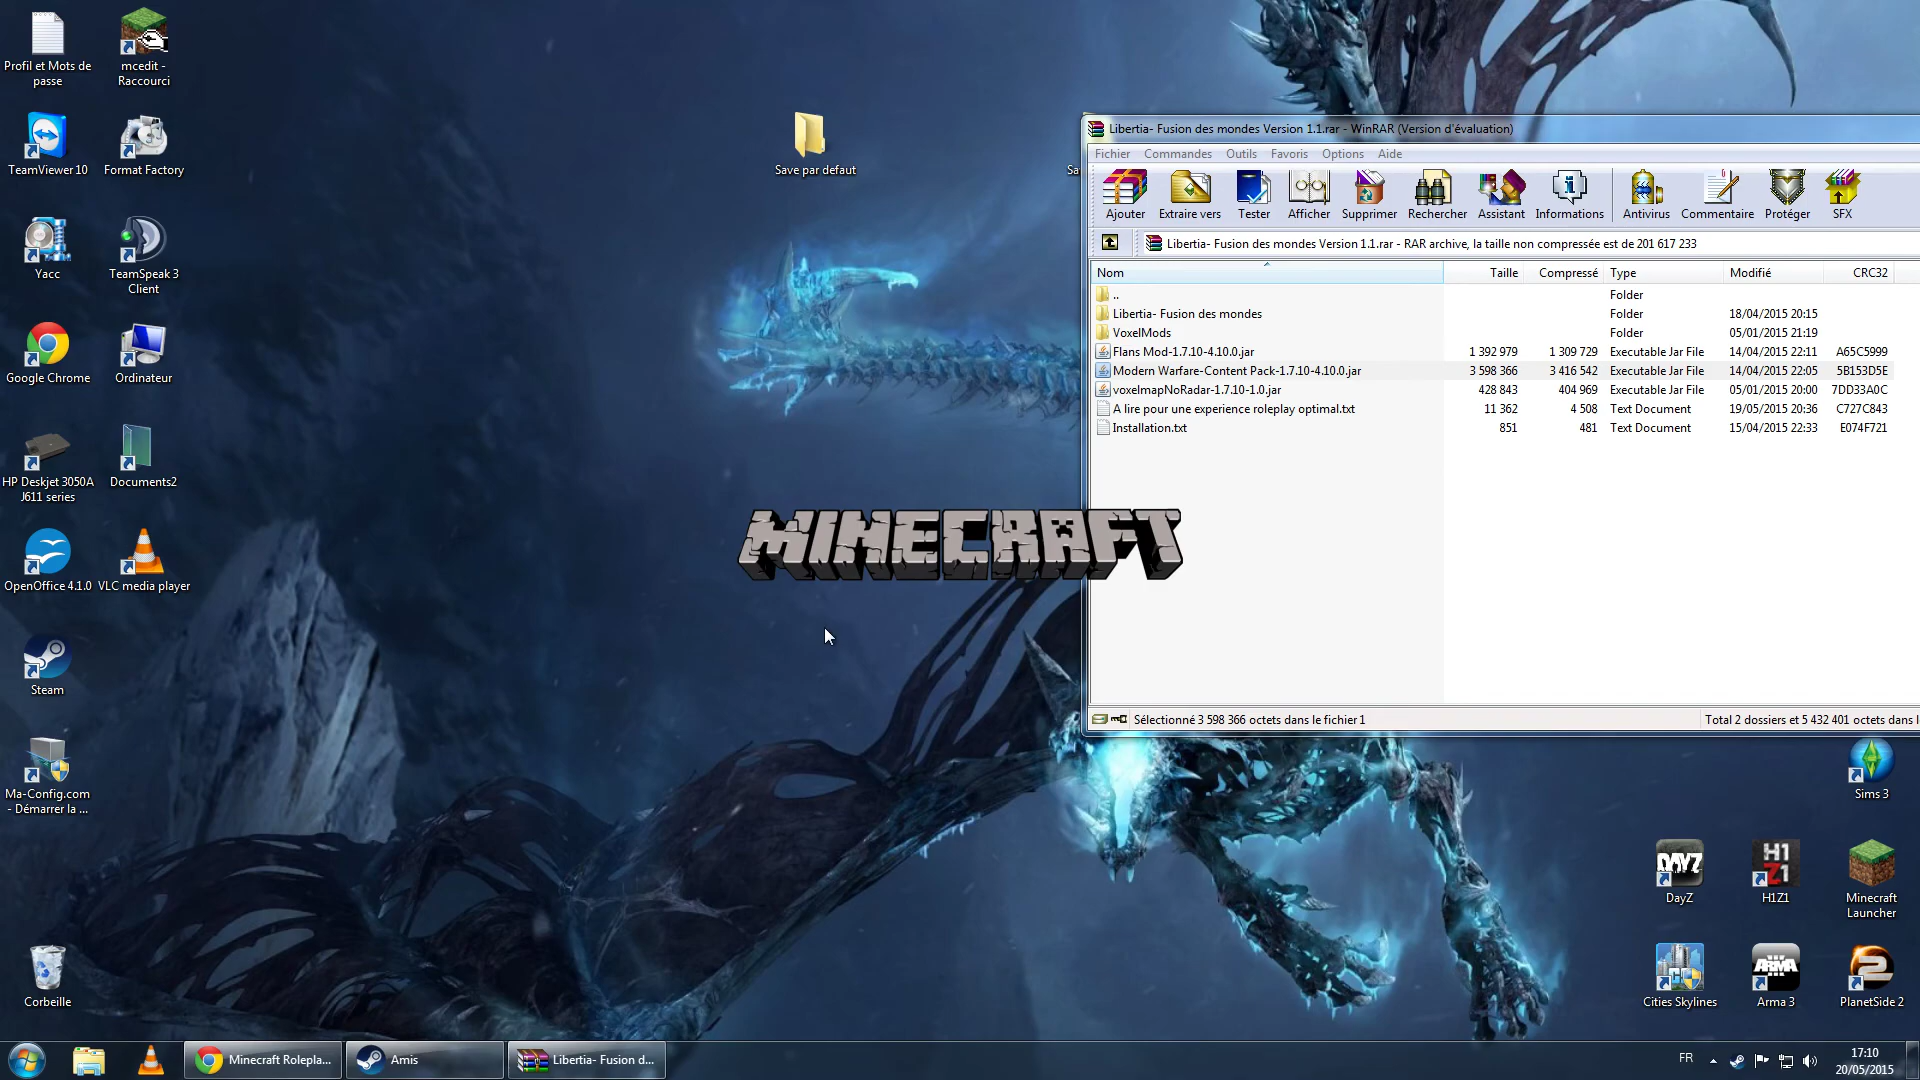 Profil et Mots de
passe
mcedit -
Raccourci
TeamViewer 10
Format Factory
Yacc
TeamSpeak 3
Client
Google Chrome
Ordinateur
HP Deskjet 3050A
J611 series
Documents2
OpenOffice 4.1.0
VLC media player
Steam
Ma-Config.com
- Démarrer la ...
Corbeille
Save par defaut
Sa
MINECRAFT
Libertia- Fusion des mondes Version 1.1.rar - WinRAR (Version d'évaluation)
Fichier Commandes Outils Favoris Options Aide
Ajouter Extraire vers Tester Afficher Supprimer Rechercher Assistant Informations Antivirus Commentaire Protéger SFX
Libertia- Fusion des mondes Version 1.1.rar - RAR archive, la taille non compressée est de 201 617 233
Nom Taille Compressé Type Modifié CRC32
.. Folder
Libertia- Fusion des mondes Folder 18/04/2015 20:15
VoxelMods Folder 05/01/2015 21:19
Flans Mod-1.7.10-4.10.0.jar 1 392 979 1 309 729 Executable Jar File 14/04/2015 22:11 A65C5999
Modern Warfare-Content Pack-1.7.10-4.10.0.jar 3 598 366 3 416 542 Executable Jar File 14/04/2015 22:05 5B153D5E
voxelmapNoRadar-1.7.10-1.0.jar 428 843 404 969 Executable Jar File 05/01/2015 20:00 7DD33A0C
A lire pour une experience roleplay optimal.txt 11 362 4 508 Text Document 19/05/2015 20:36 C727C843
Installation.txt 851 481 Text Document 15/04/2015 22:33 E074F721
Sélectionné 3 598 366 octets dans le fichier 1
Total 2 dossiers et 5 432 401 octets dans l
Sims 3
DAYZ
DayZ
H1
Z1
H1Z1
Minecraft
Launcher
Cities Skylines
ARMA
Arma 3
2
PlanetSide 2
Minecraft Rolepla...
Amis
Libertia- Fusion d...
FR
17:10
20/05/2015